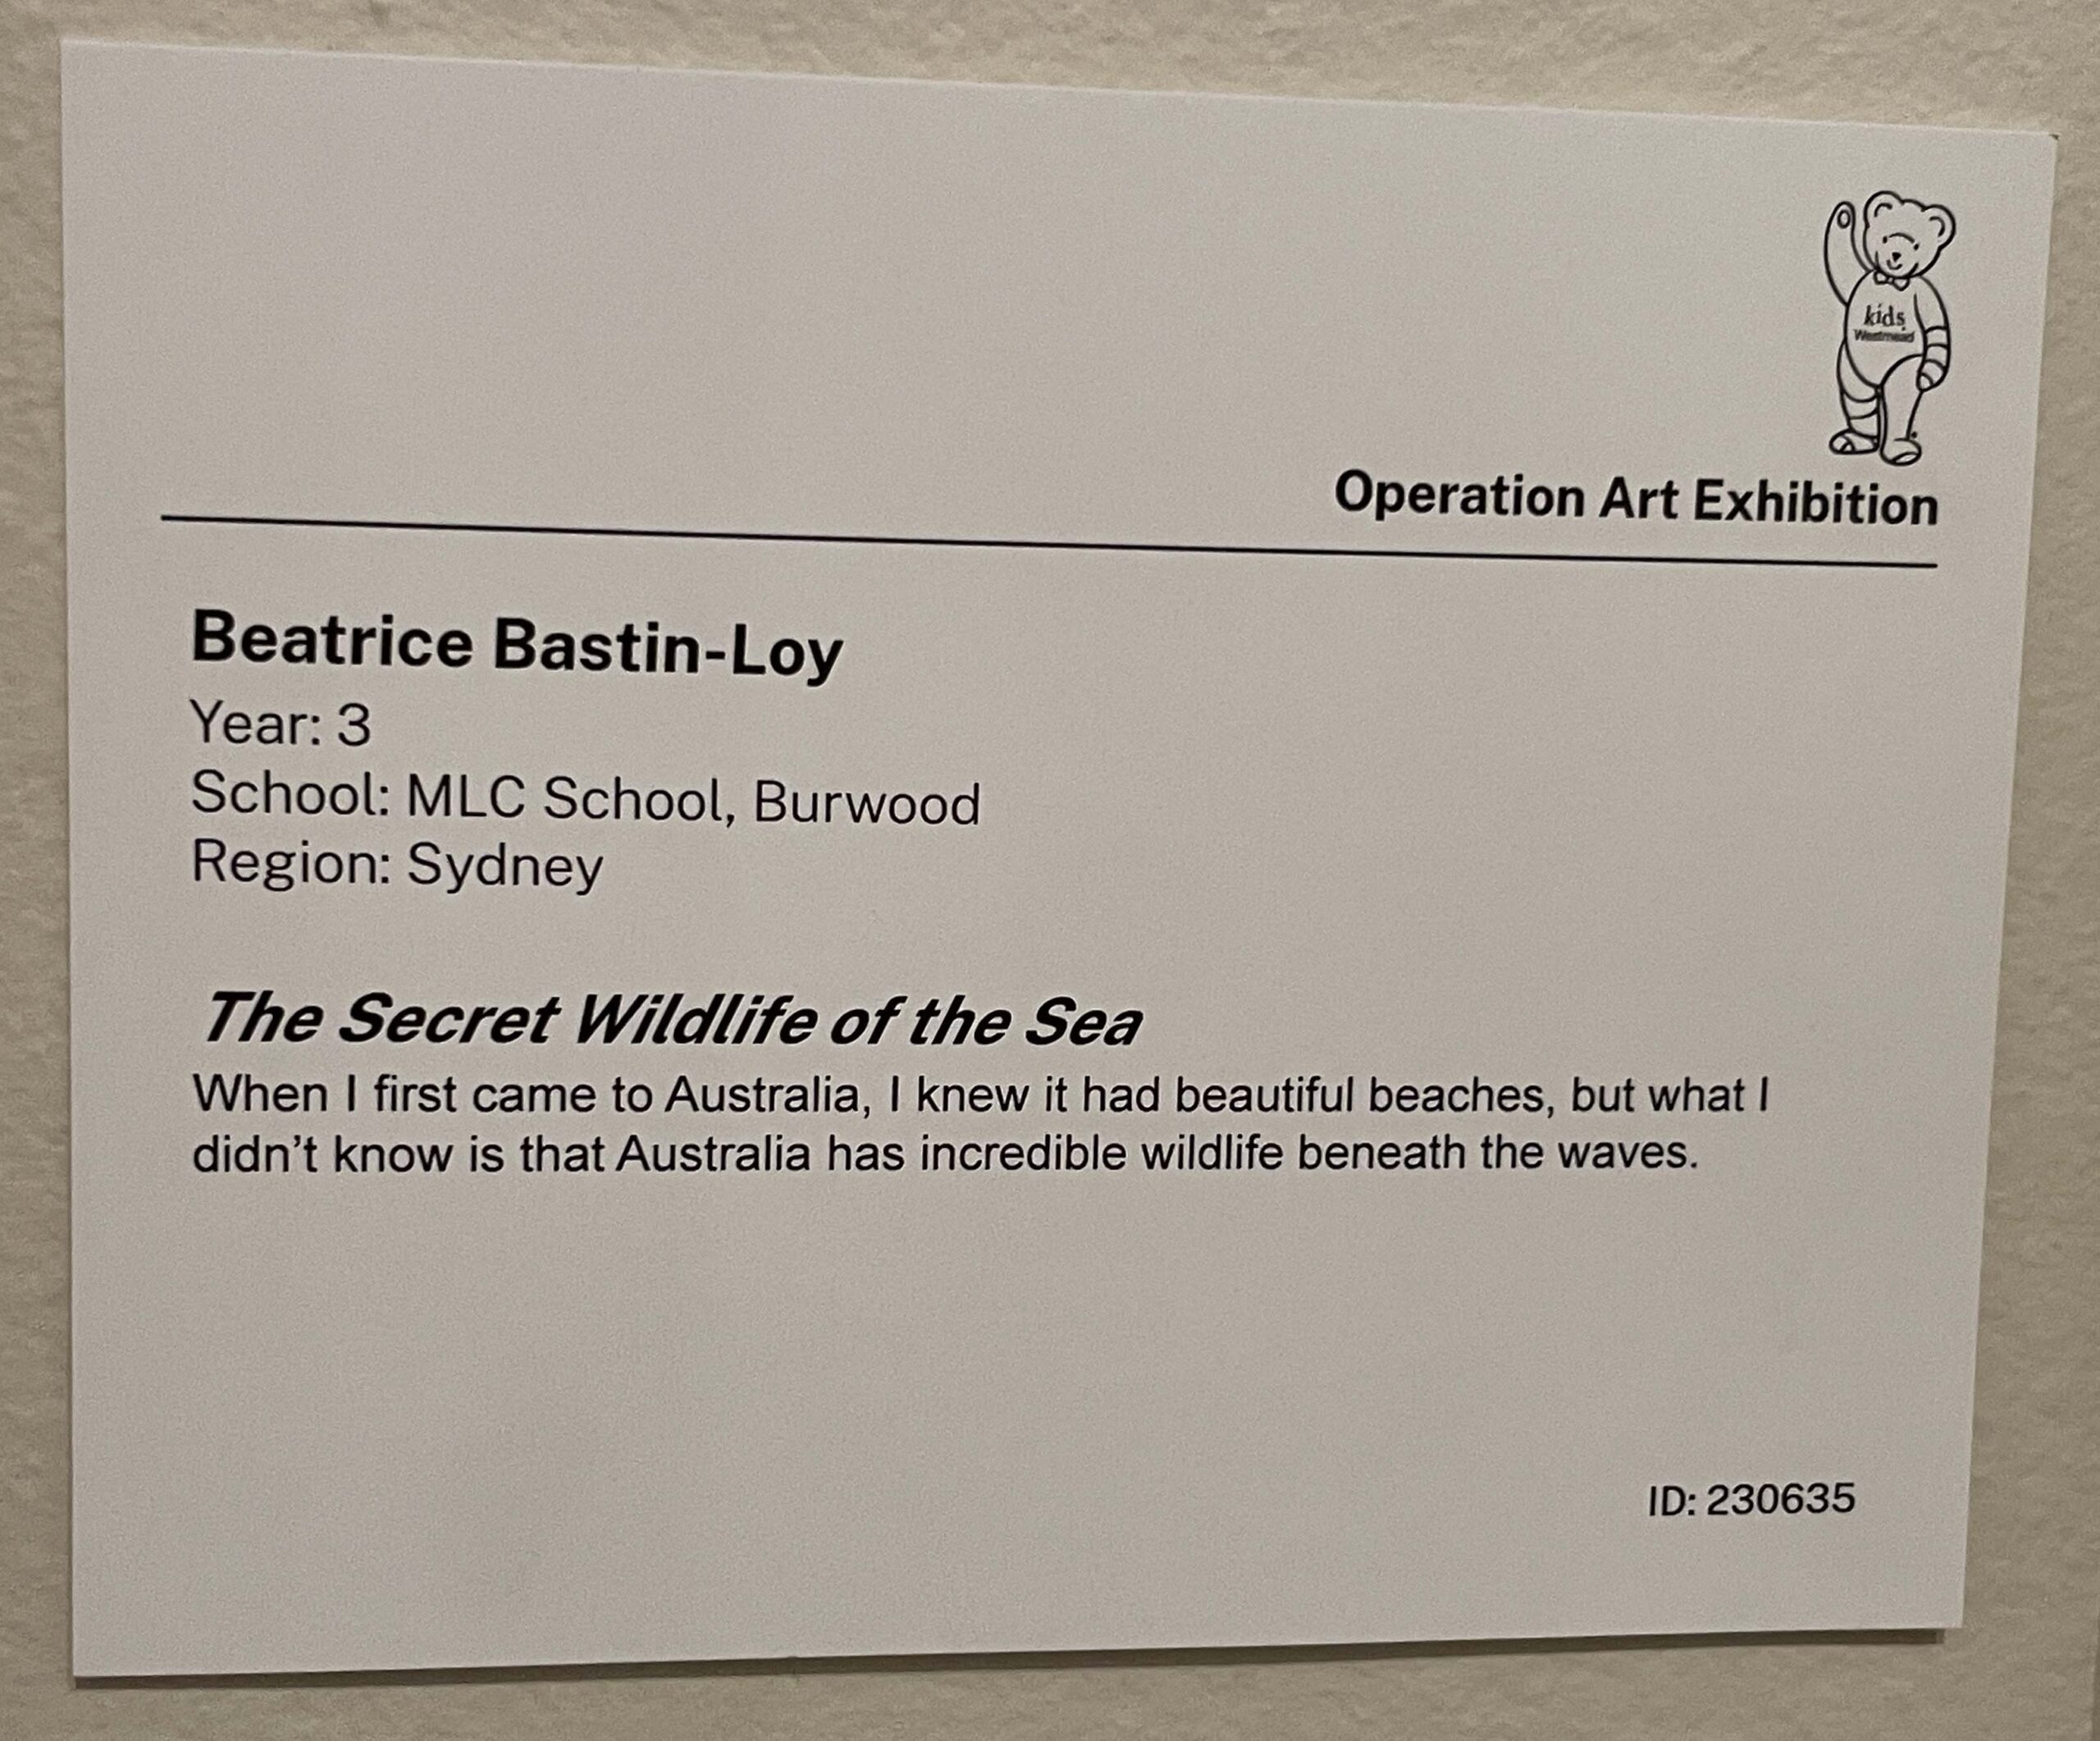 kids
Westmead
Operation Art Exhibition
Beatrice Bastin-Loy
Year: 3
School: MLC School, Burwood
Region: Sydney
The Secret Wildlife of the Sea
When I first came to Australia, I knew it had beautiful beaches, but what I
didn’t know is that Australia has incredible wildlife beneath the waves.
ID: 230635